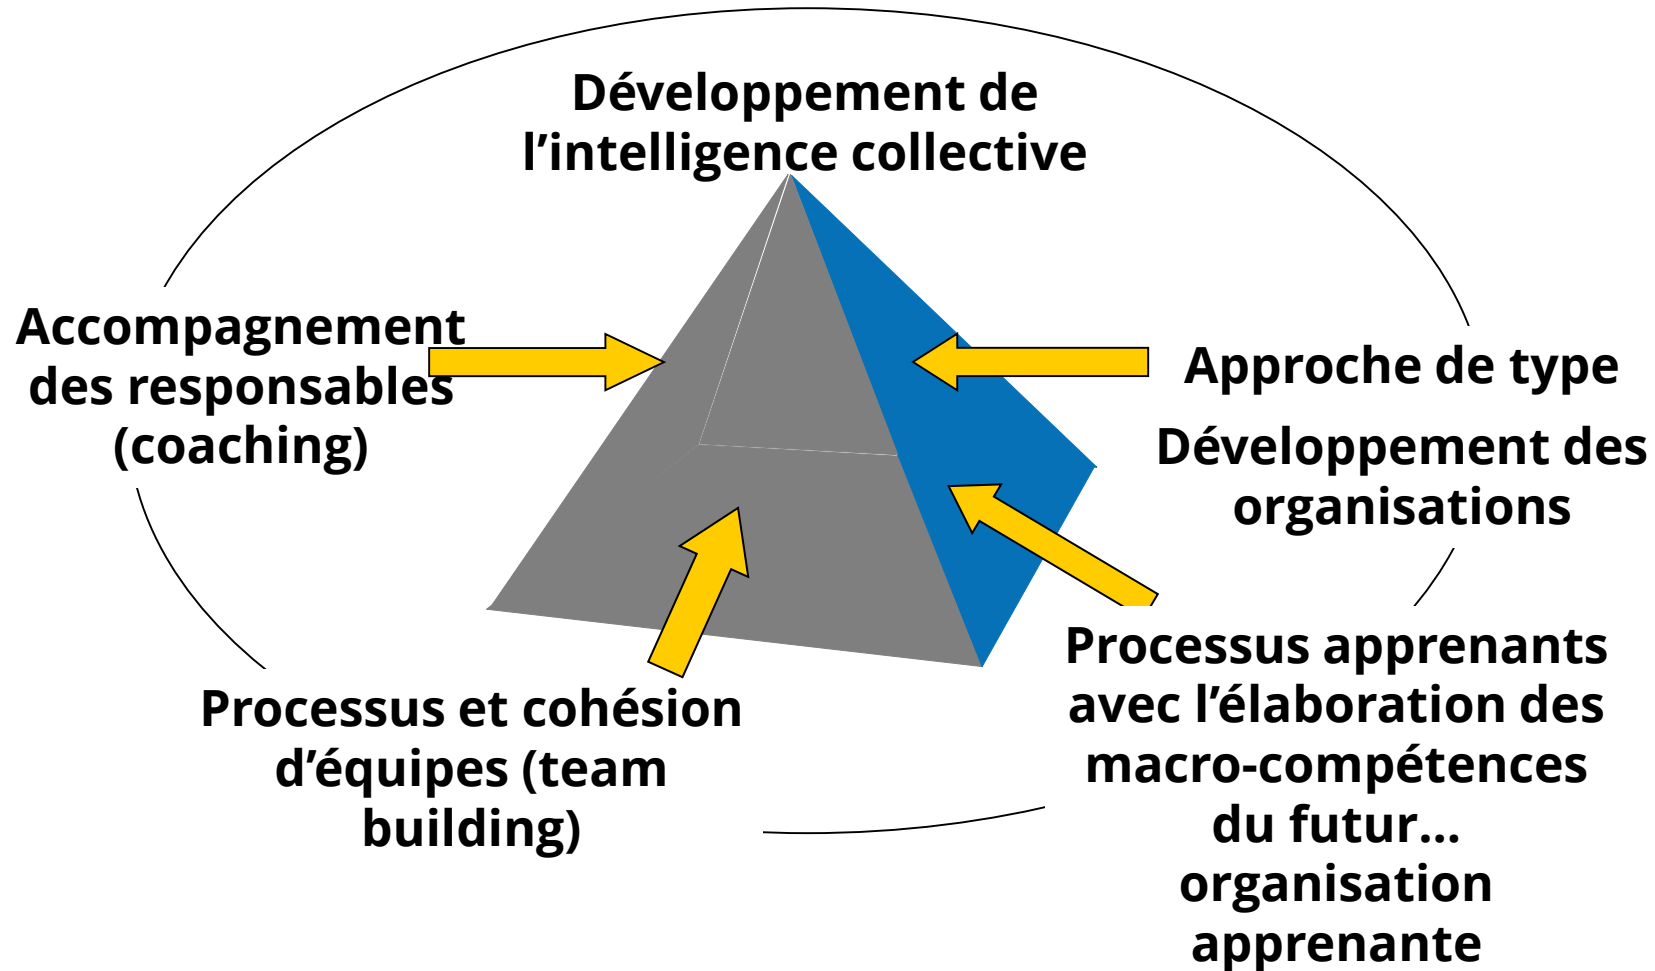 Développement de
l’intelligence collective
Accompagnement
des responsables
(coaching)
Approche de type
Développement des
organisations
Processus et cohésion
d’équipes (team
building)
Processus apprenants
avec l’élaboration des
macro-compétences
du futur…
organisation
apprenante